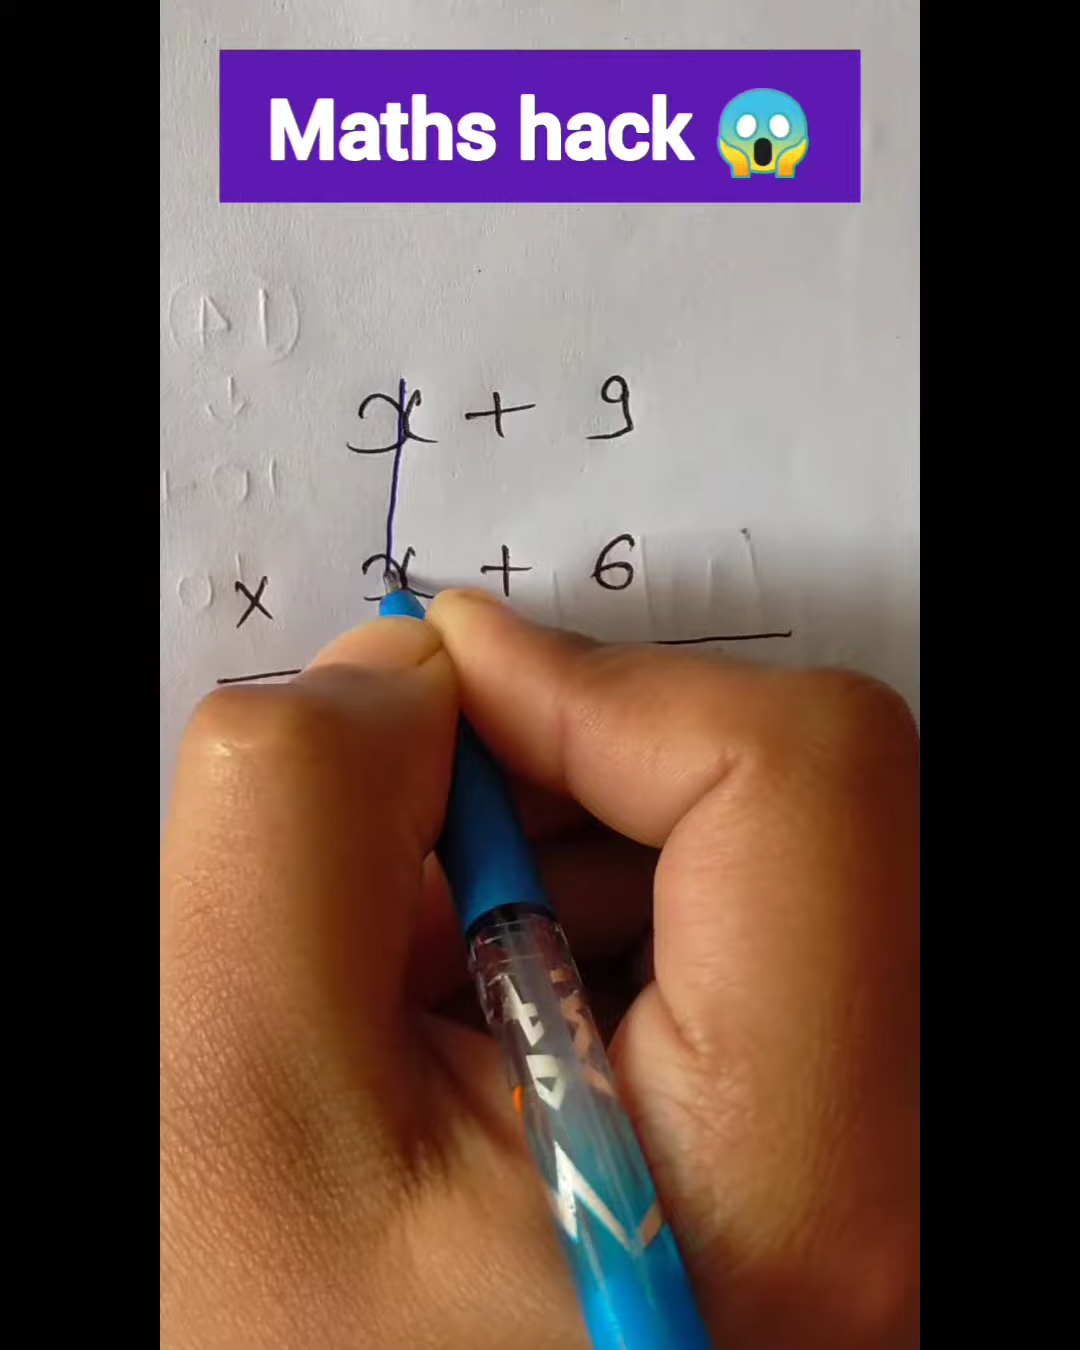 Maths hack 😱
x + 9
× x + 6